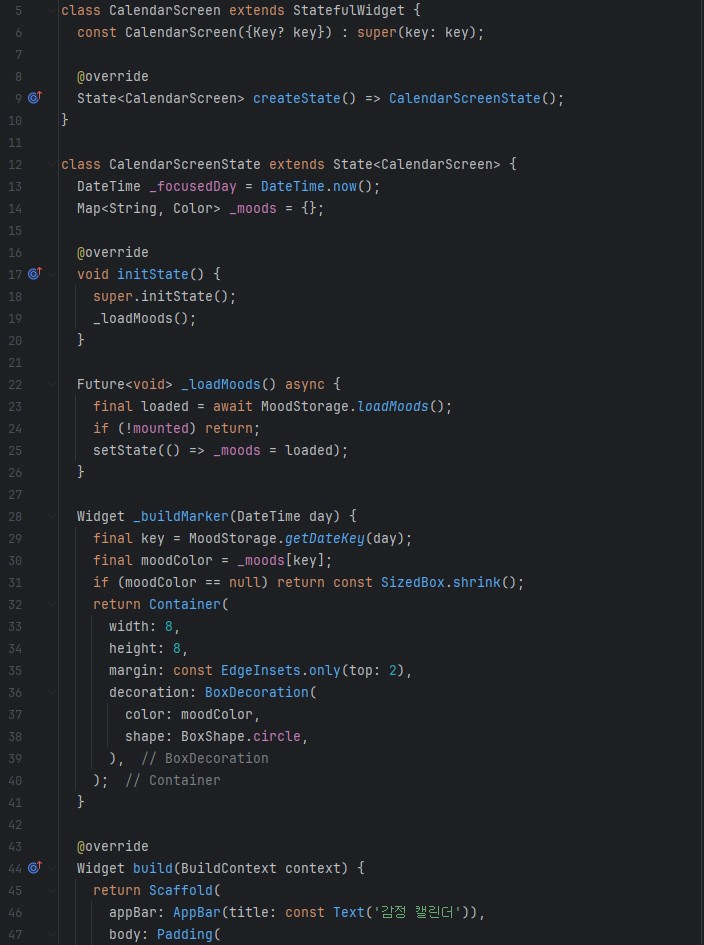 5 class CalendarScreen extends StatefulWidget {
6 const CalendarScreen({Key? key}) : super(key: key);
7
8 @override
9 State<CalendarScreen> createState() => CalendarScreenState();
10 }
11
12 class CalendarScreenState extends State<CalendarScreen> {
13 DateTime _focusedDay = DateTime.now();
14 Map<String, Color> _moods = {};
15
16 @override
17 void initState() {
18 super.initState();
19 _loadMoods();
20 }
21
22 Future<void> _loadMoods() async {
23 final loaded = await MoodStorage.loadMoods();
24 if (!mounted) return;
25 setState(() => _moods = loaded);
26 }
27
28 Widget _buildMarker(DateTime day) {
29 final key = MoodStorage.getDateKey(day);
30 final moodColor = _moods[key];
31 if (moodColor == null) return const SizedBox.shrink();
32 return Container(
33 width: 8,
34 height: 8,
35 margin: const EdgeInsets.only(top: 2),
36 decoration: BoxDecoration(
37 color: moodColor,
38 shape: BoxShape.circle,
39 ), // BoxDecoration
40 ); // Container
41 }
42
43 @override
44 Widget build(BuildContext context) {
45 return Scaffold(
46 appBar: AppBar(title: const Text('감정 캘린더')),
47 body: Padding(